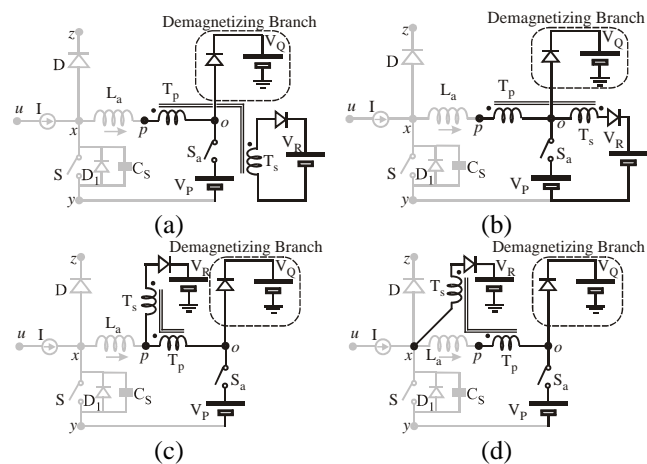 Demagnetizing Branch
z
D
V_Q
L_a
T_p
u
I
x
p
o
S_a
V_R
S
D_1
C_S
T_s
V_P
y
(a)
Demagnetizing Branch
z
D
V_Q
T_p
L_a
u
I
x
p
o
T_s
V_R
S_a
S
D_1
C_S
V_P
y
(b)
Demagnetizing Branch
z
V_R
V_Q
D
T_s
L_a
u
I
x
p
T_p
o
S_a
S
D_1
C_S
V_P
y
(c)
Demagnetizing Branch
z
V_R
V_Q
D
T_s
u
I
x
L_a
p
T_p
o
S_a
S
D_1
C_S
V_P
y
(d)